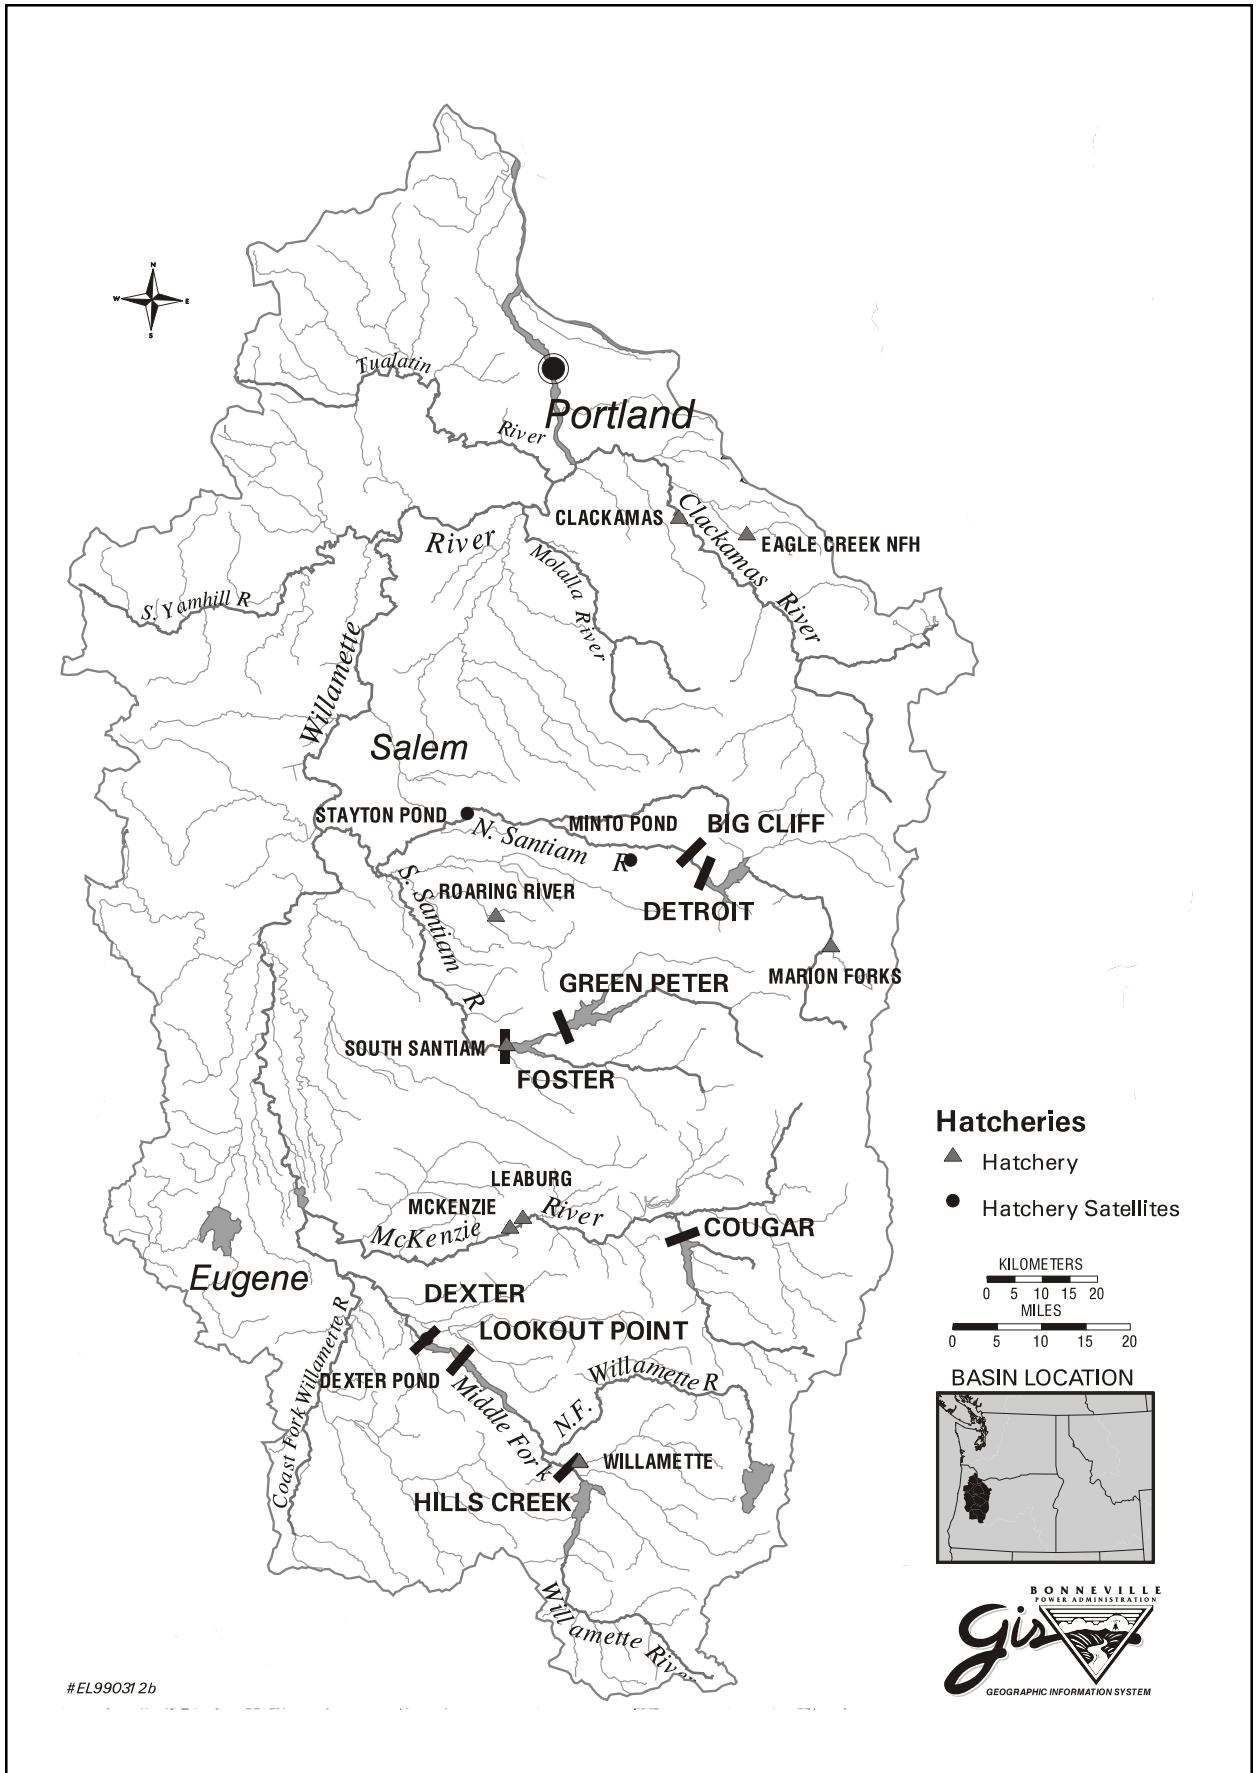 N
W
E
S
Tualatin
River
Portland
CLACKAMAS
Clackamas
River
EAGLE CREEK NFH
River
Molalla
River
S. Yamhill R
Willamette
Salem
STAYTON POND
N. Santiam
R
MINTO POND
BIG CLIFF
DETROIT
S. Santiam
R
ROARING RIVER
MARION FORKS
GREEN PETER
SOUTH SANTIAM
FOSTER
LEABURG
MCKENZIE
McKenzie
River
COUGAR
Eugene
DEXTER
LOOKOUT POINT
DEXTER POND
Coast Fork Willamette R
Middle Fork
N.F.
Willamette R
WILLAMETTE
HILLS CREEK
Willamette River
Hatcheries
Hatchery
Hatchery Satellites
KILOMETERS
0 5 10 15 20
MILES
0 5 10 15 20
BASIN LOCATION
BONNEVILLE
POWER ADMINISTRATION
gis
GEOGRAPHIC INFORMATION SYSTEM
#EL990312b